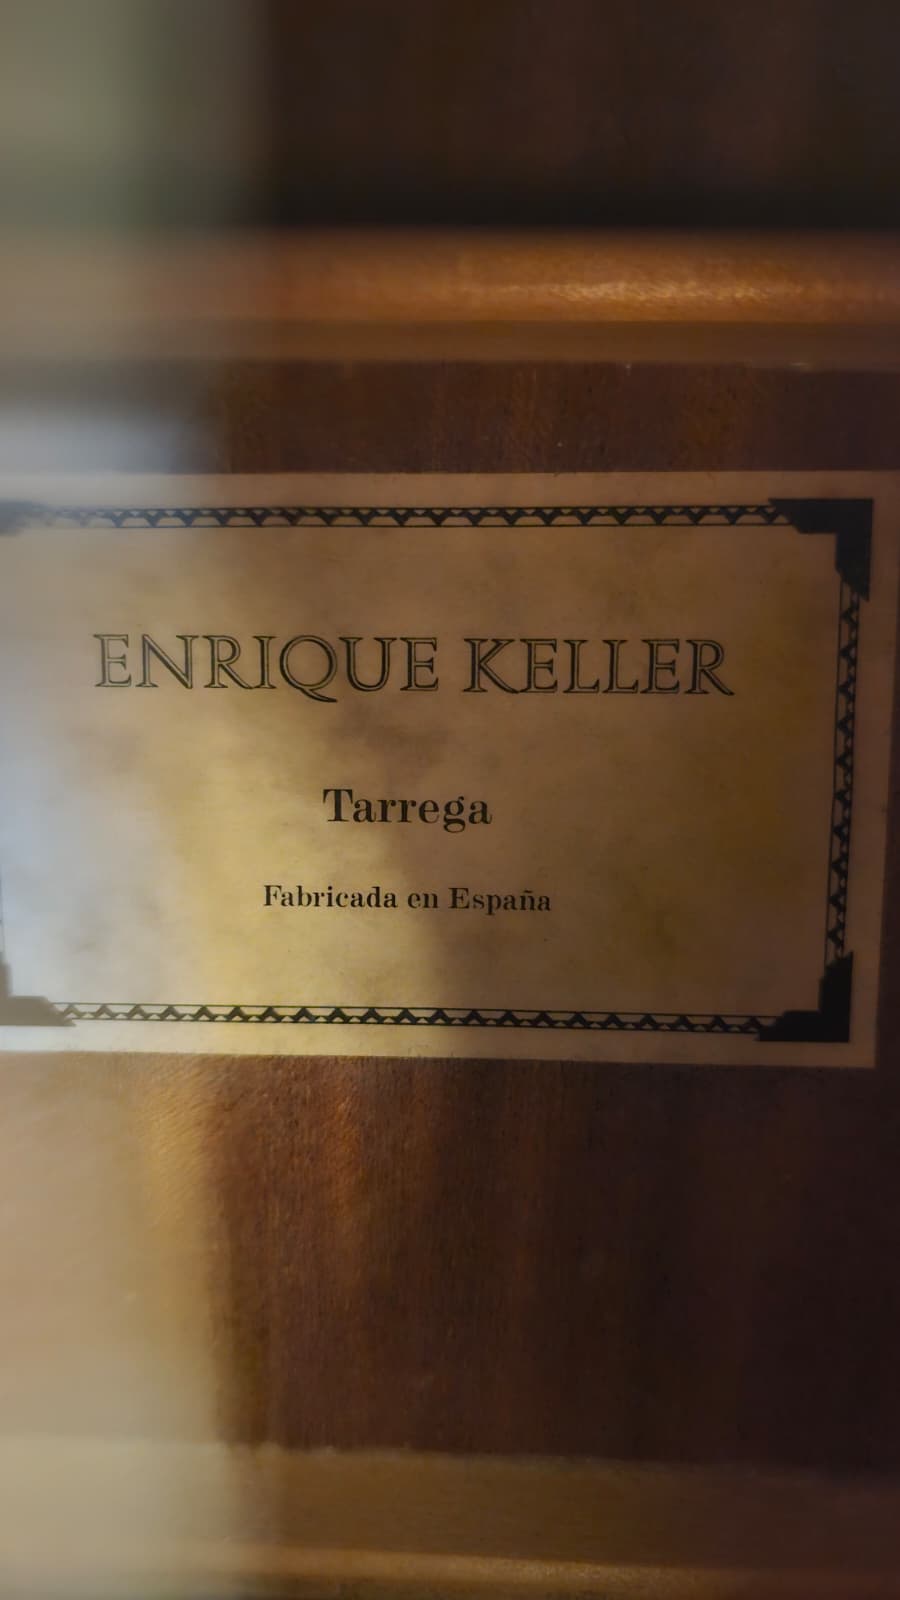 ENRIQUE KELLER
Tarrega
Fabricada en España